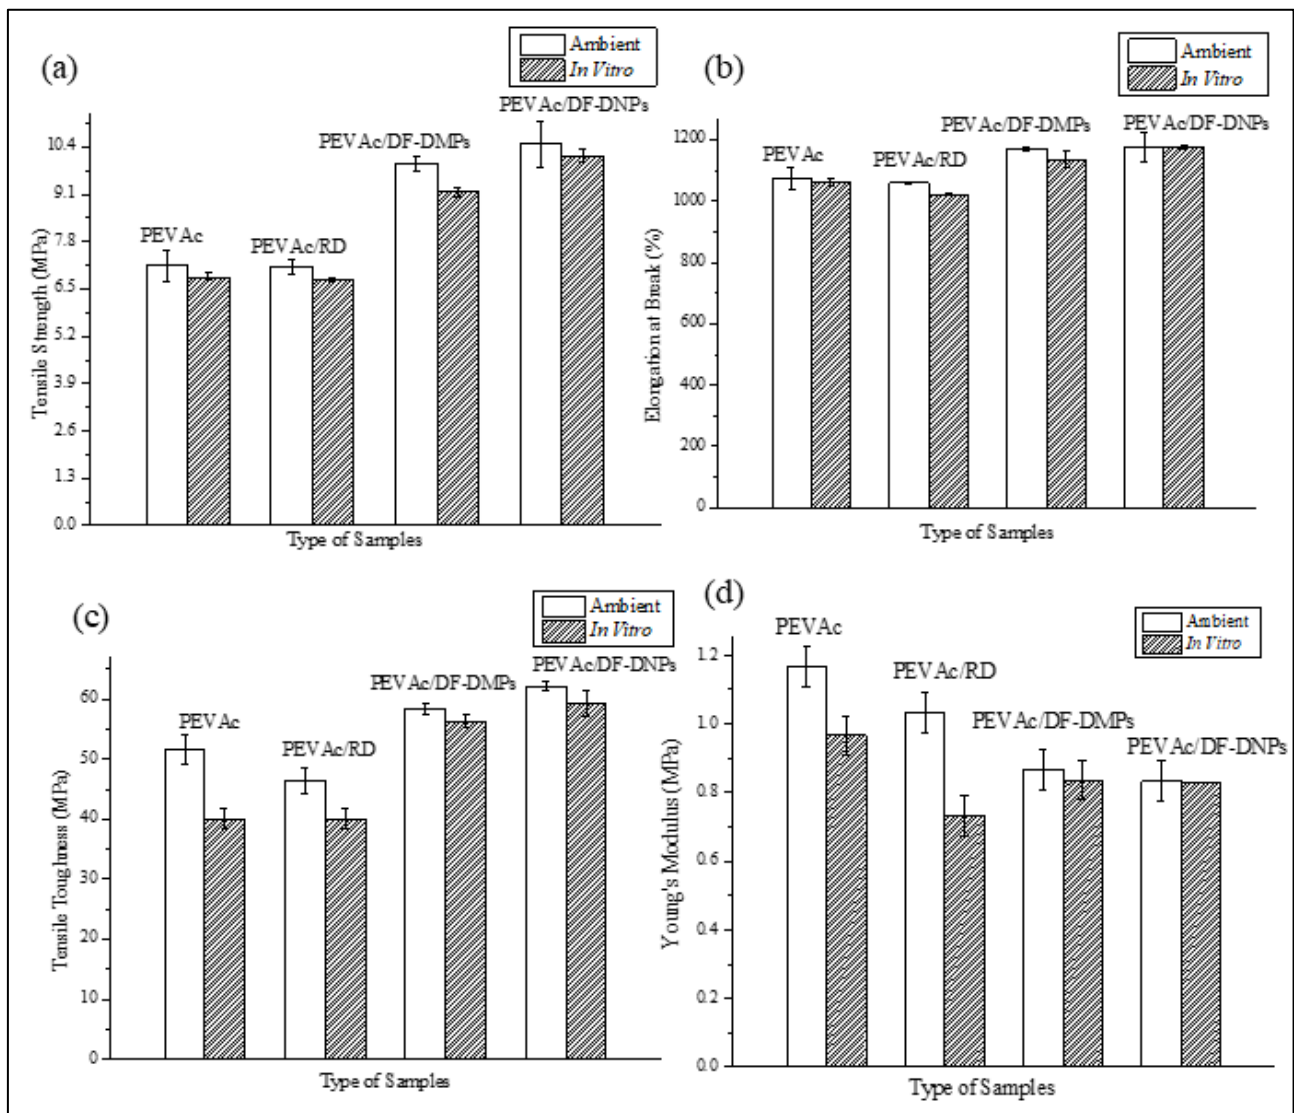 (a)
Ambient
In Vitro
PEVAc
PEVAc/RD
PEVAc/DF-DMPs
PEVAc/DF-DNPs
Tensile Strength (MPa)
10.4
9.1
7.8
6.5
5.2
3.9
2.6
1.3
0.0
Type of Samples
(b)
Ambient
In Vitro
PEVAc
PEVAc/RD
PEVAc/DF-DMPs
PEVAc/DF-DNPs
Elongation at Break (%)
1200
1000
800
600
400
200
0
Type of Samples
(c)
Ambient
In Vitro
PEVAc
PEVAc/RD
PEVAc/DF-DMPs
PEVAc/DF-DNPs
Tensile Toughness (MPa)
60
50
40
30
20
10
0
Type of Samples
(d)
Ambient
In Vitro
PEVAc
PEVAc/RD
PEVAc/DF-DMPs
PEVAc/DF-DNPs
Young's Modulus (MPa)
1.2
1.0
0.8
0.6
0.4
0.2
0.0
Type of Samples